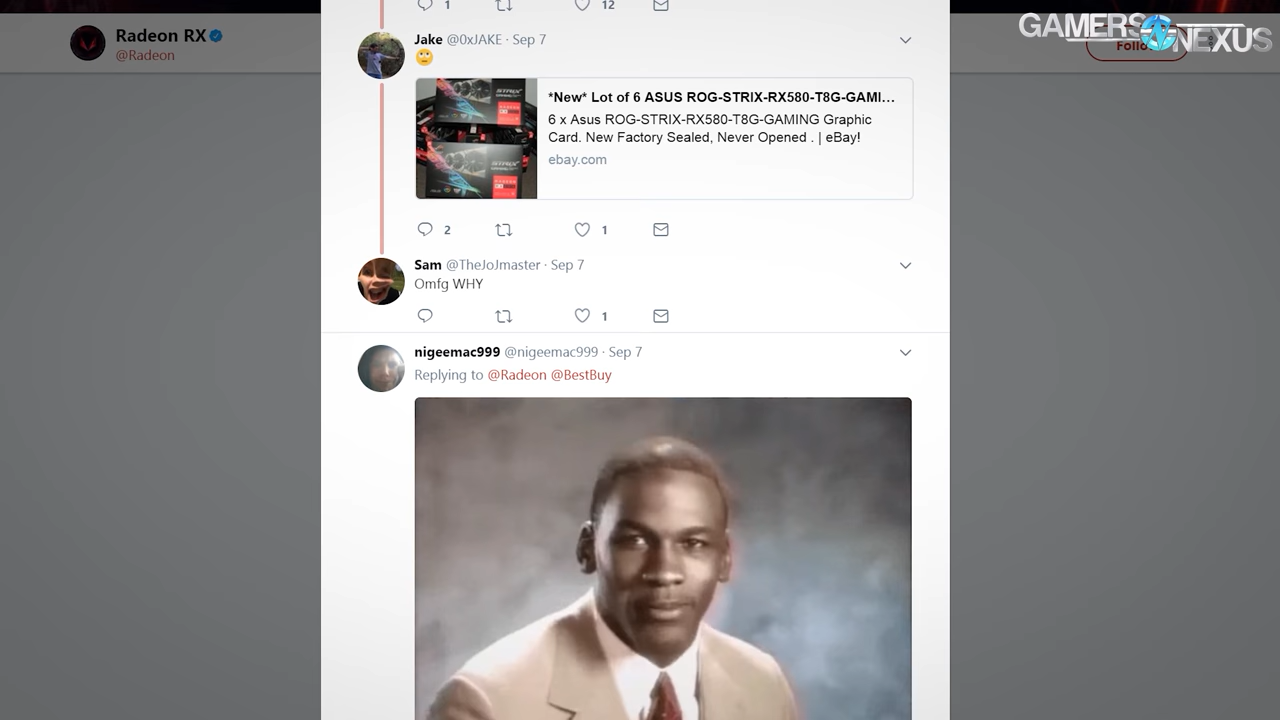 GAMERS NEXUS
Radeon RX
@Radeon
1 12
Jake @0xJAKE · Sep 7
*New* Lot of 6 ASUS ROG-STRIX-RX580-T8G-GAMI...
6 x Asus ROG-STRIX-RX580-T8G-GAMING Graphic
Card. New Factory Sealed, Never Opened . | eBay!
ebay.com
2 1
Sam @TheJoJmaster · Sep 7
Omfg WHY
1
nigeemac999 @nigeemac999 · Sep 7
Replying to @Radeon @BestBuy